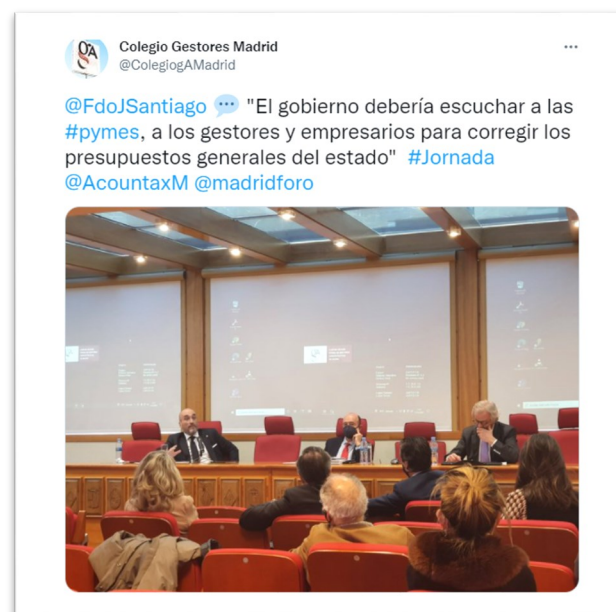 Colegio Gestores Madrid
@ColegiogAMadrid
@FdoJSantiago 💬 "El gobierno debería escuchar a las
#pymes, a los gestores y empresarios para corregir los
presupuestos generales del estado" #Jornada
@AcountaxM @madridforo